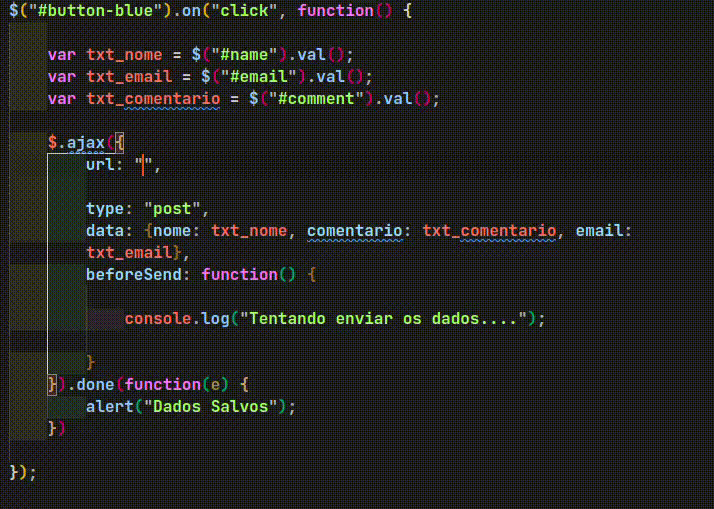 $("#button-blue").on("click", function() {
var txt_nome = $("#name").val();
var txt_email = $("#email").val();
var txt_comentario = $("#comment").val();
$.ajax({
url: "",
type: "post",
data: {nome: txt_nome, comentario: txt_comentario, email:
txt_email},
beforeSend: function() {
console.log("Tentando enviar os dados....");
}
}).done(function(e) {
alert("Dados Salvos");
})
});